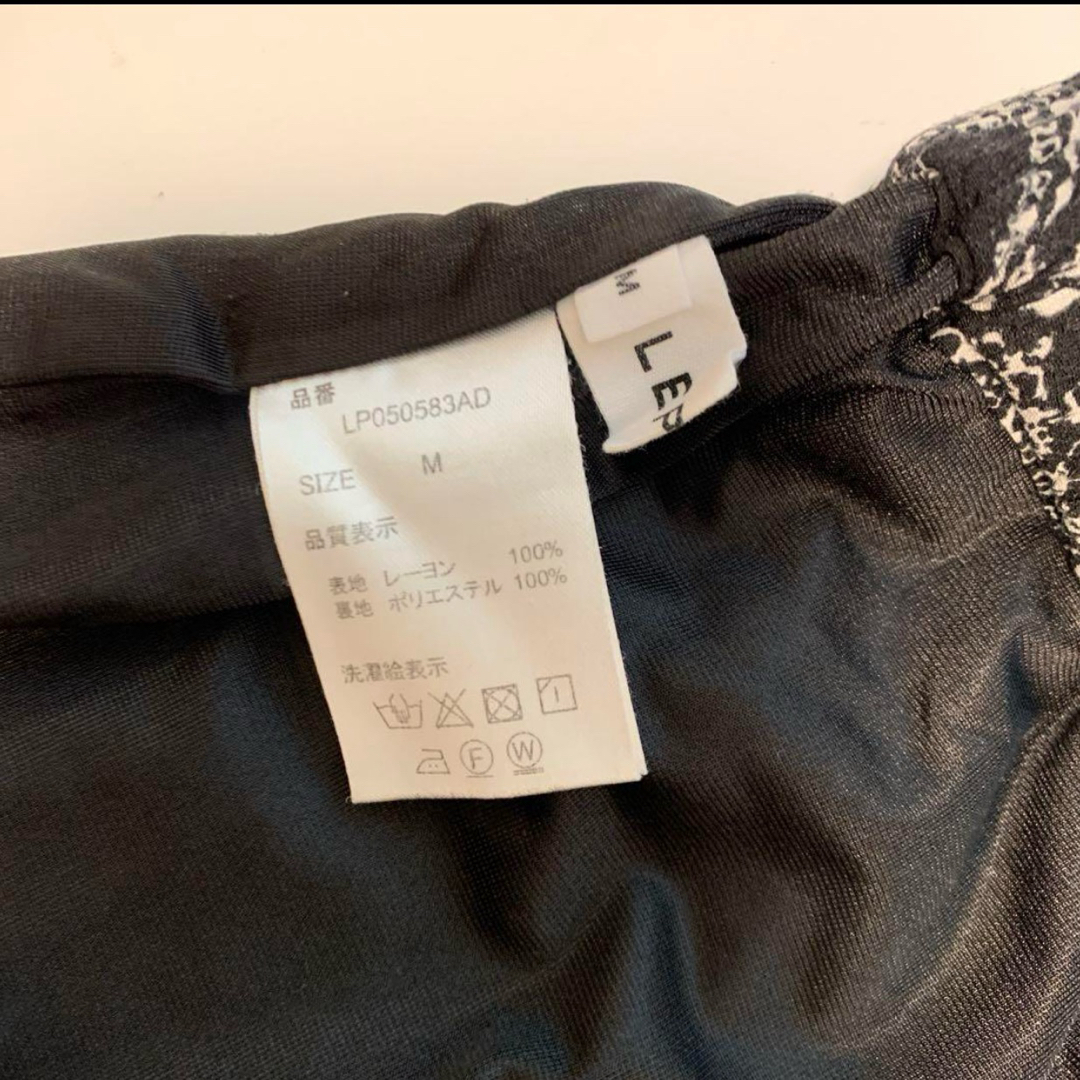 品番
LP050583AD
SIZE M
品質表示
表地 レーヨン 100%
裏地 ポリエステル 100%
洗濯絵表示
F W
M
LER